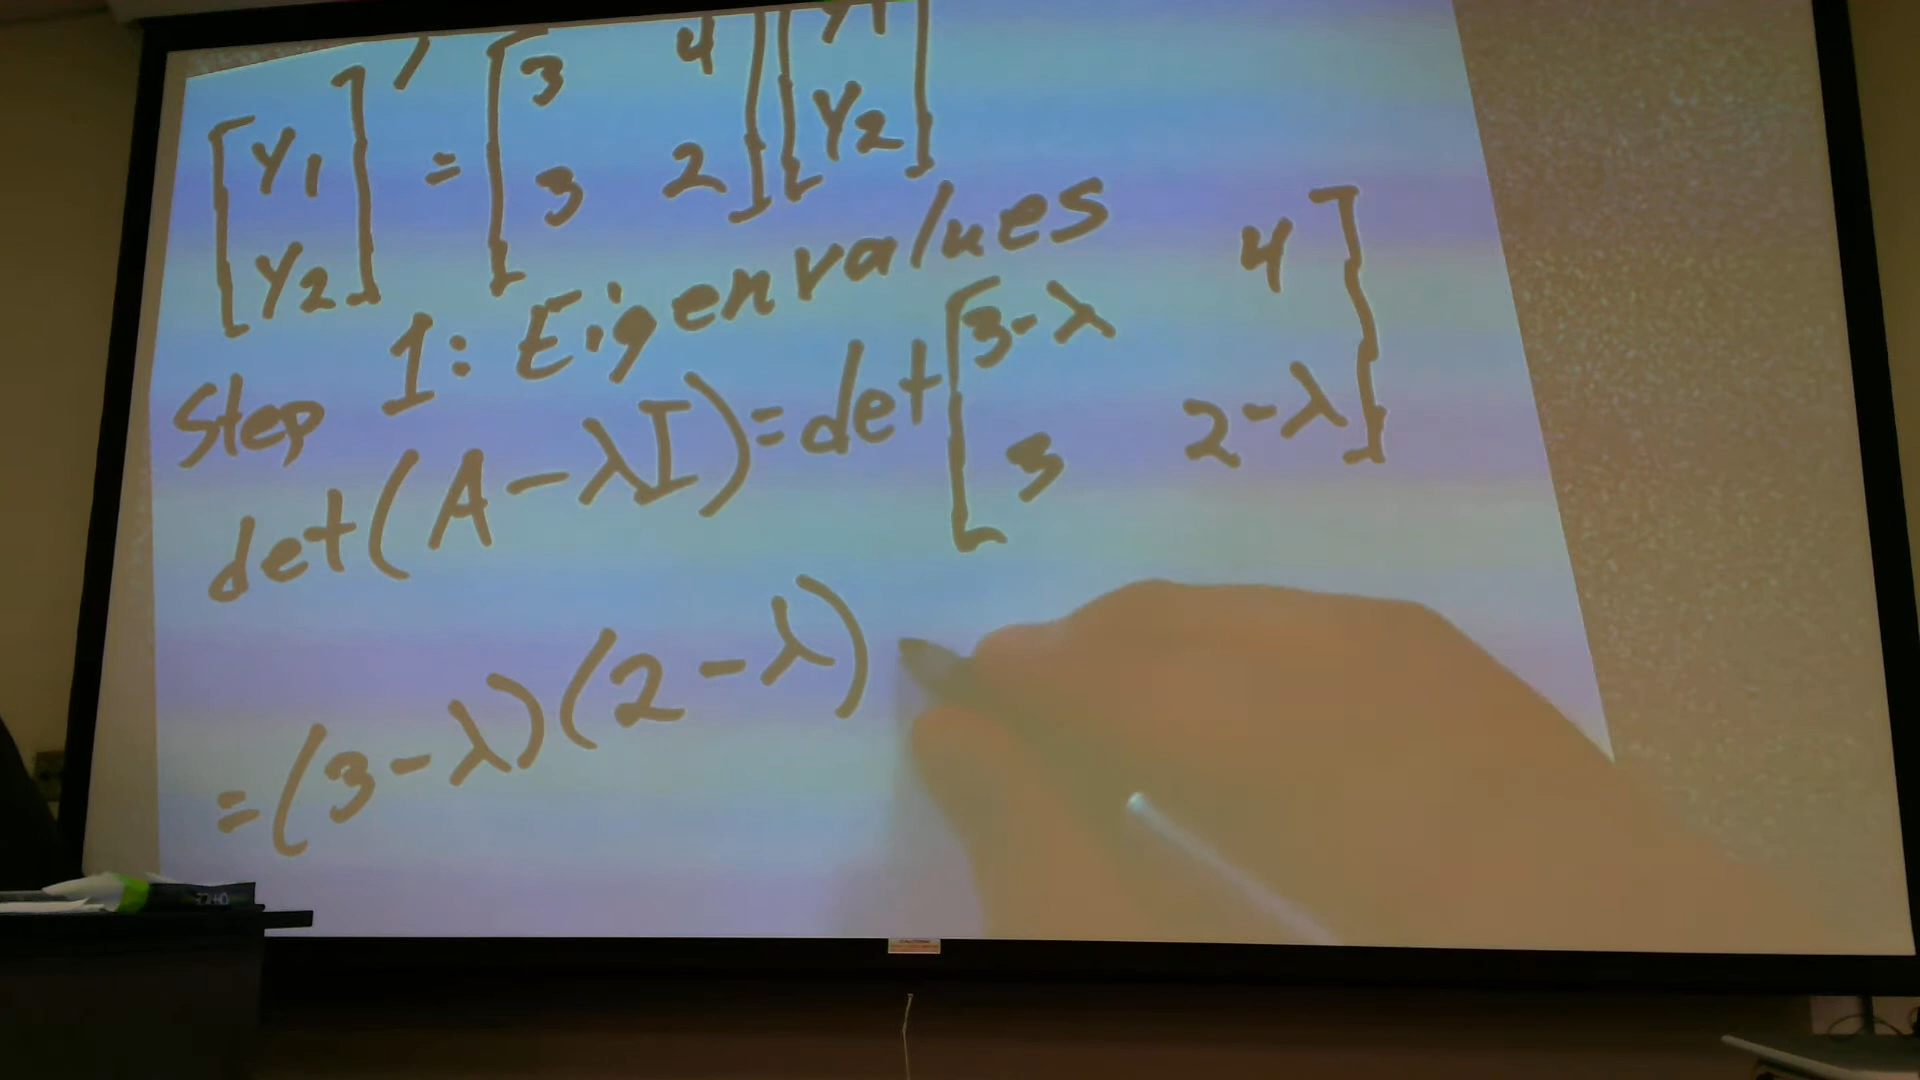 [y1 y2]' = [3 4 3 2] [y1 y2]
Step 1: Eigenvalues
det(A-λI) = det [3-λ 4 3 2-λ]
=(3-λ)(2-λ)